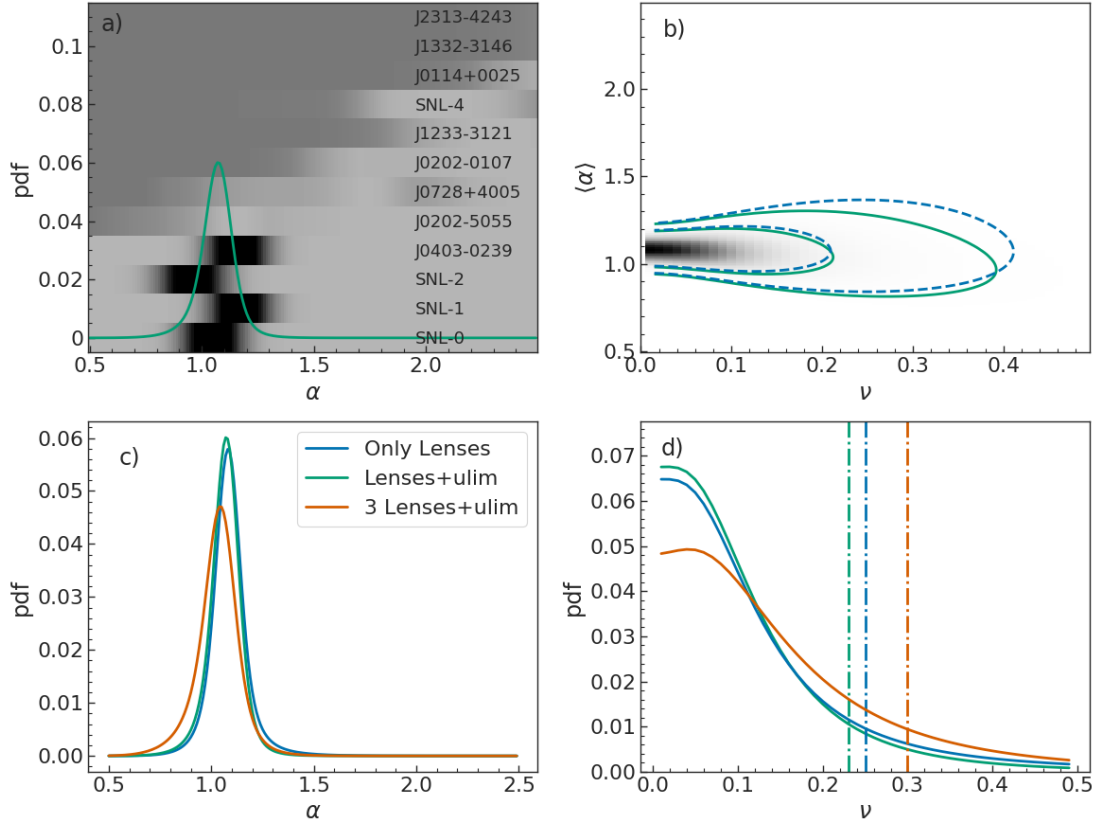 a)
J2313-4243
J1332-3146
J0114+0025
SNL-4
J1233-3121
J0202-0107
J0728+4005
J0202-5055
J0403-0239
SNL-2
SNL-1
SNL-0
pdf
0.1
0.08
0.06
0.04
0.02
0
0.5 1.0 1.5 2.0
α
b)
⟨α⟩
2.0
1.5
1.0
0.5
0.0 0.1 0.2 0.3 0.4
ν
c)
Only Lenses
Lenses+ulim
3 Lenses+ulim
pdf
0.06
0.05
0.04
0.03
0.02
0.01
0.00
0.5 1.0 1.5 2.0 2.5
α
d)
pdf
0.07
0.06
0.05
0.04
0.03
0.02
0.01
0.00
0.0 0.1 0.2 0.3 0.4 0.5
ν